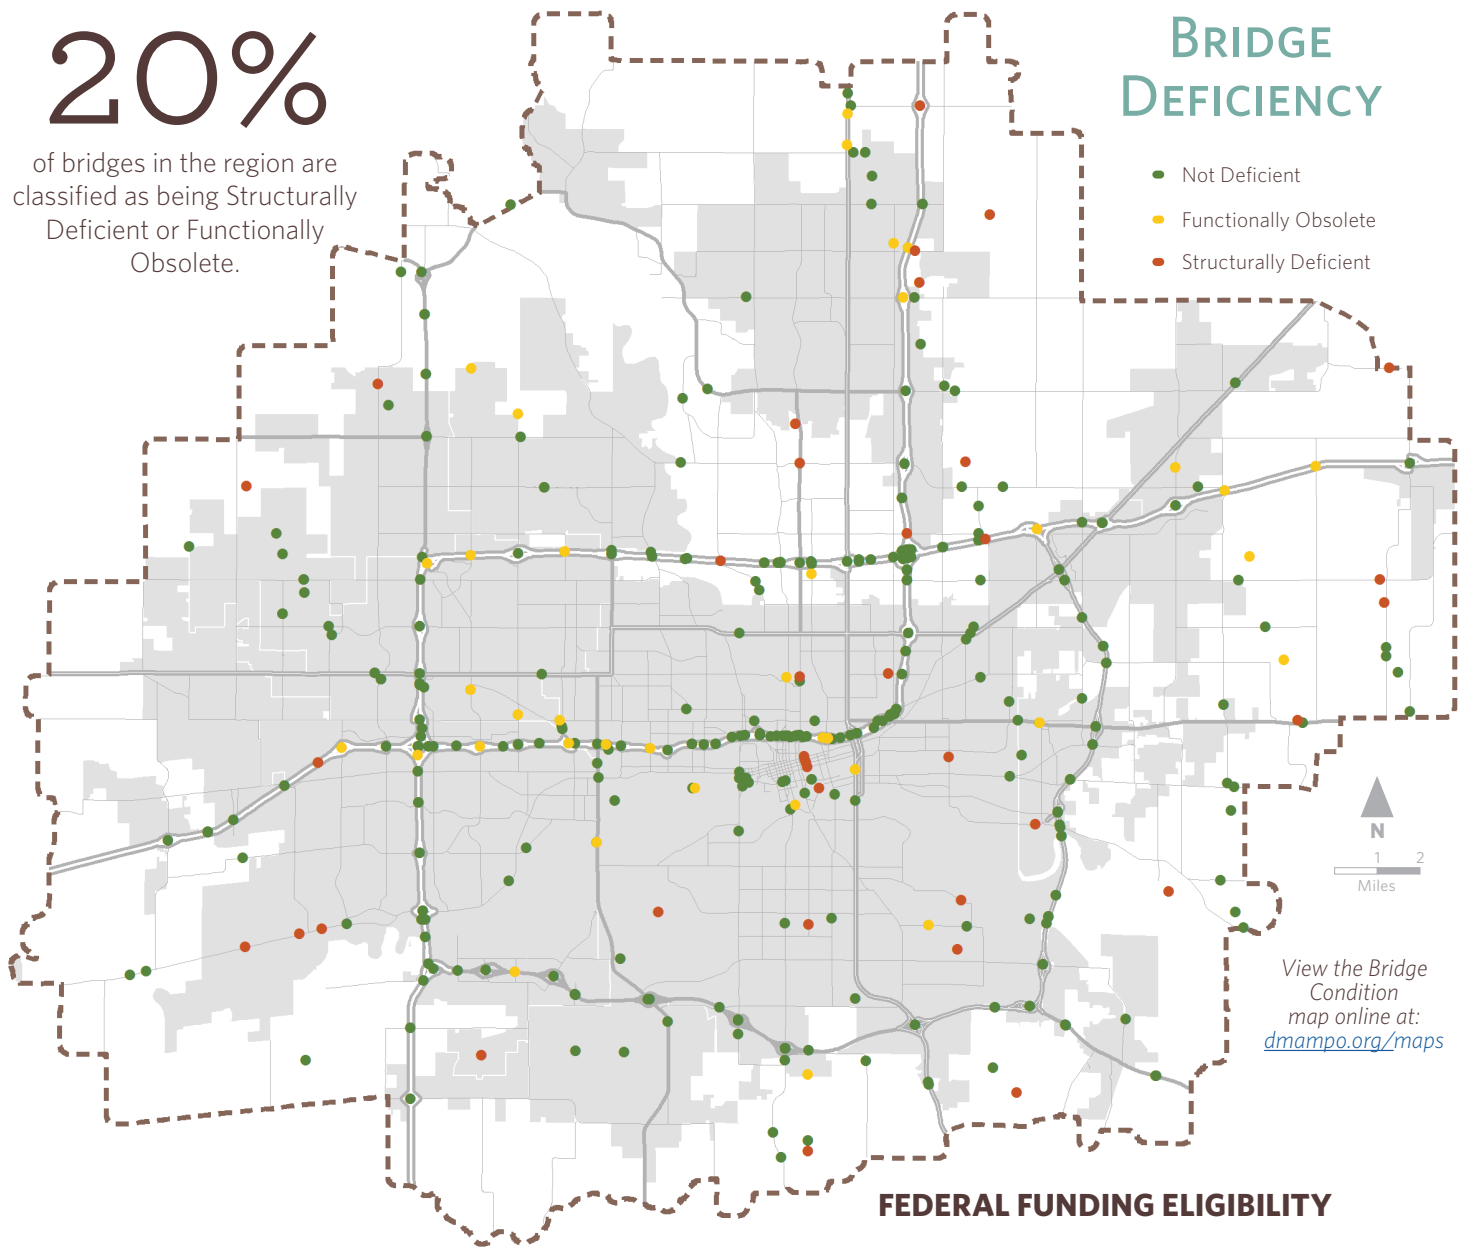 20%
of bridges in the region are
classified as being Structurally
Deficient or Functionally
Obsolete.
BRIDGE
DEFICIENCY
Not Deficient
Functionally Obsolete
Structurally Deficient
N
1 2
Miles
View the Bridge
Condition
map online at:
dmampo.org/maps
FEDERAL FUNDING ELIGIBILITY